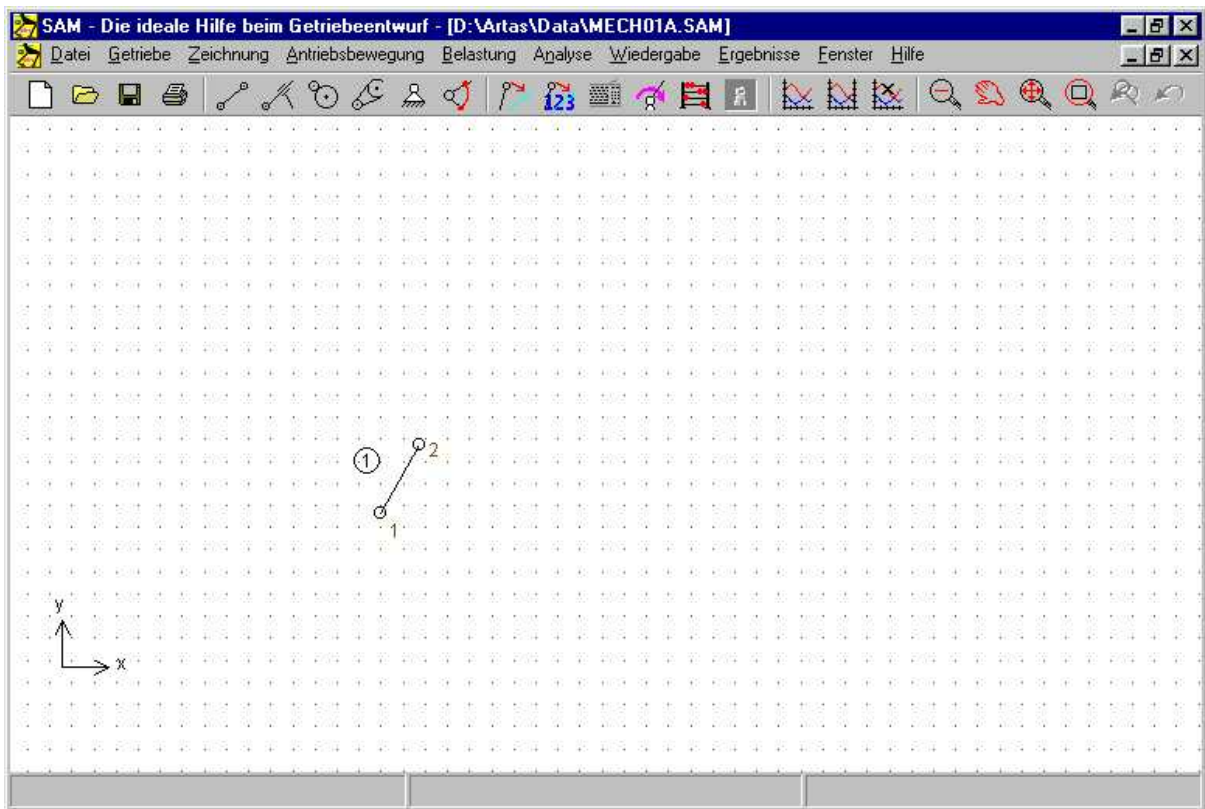 SAM - Die ideale Hilfe beim Getriebeentwurf - [D:\Artas\Data\MECH01A.SAM]
Datei Getriebe Zeichnung Antriebsbewegung Belastung Analyse Wiedergabe Ergebnisse Fenster Hilfe
123
1 2
1
y
x